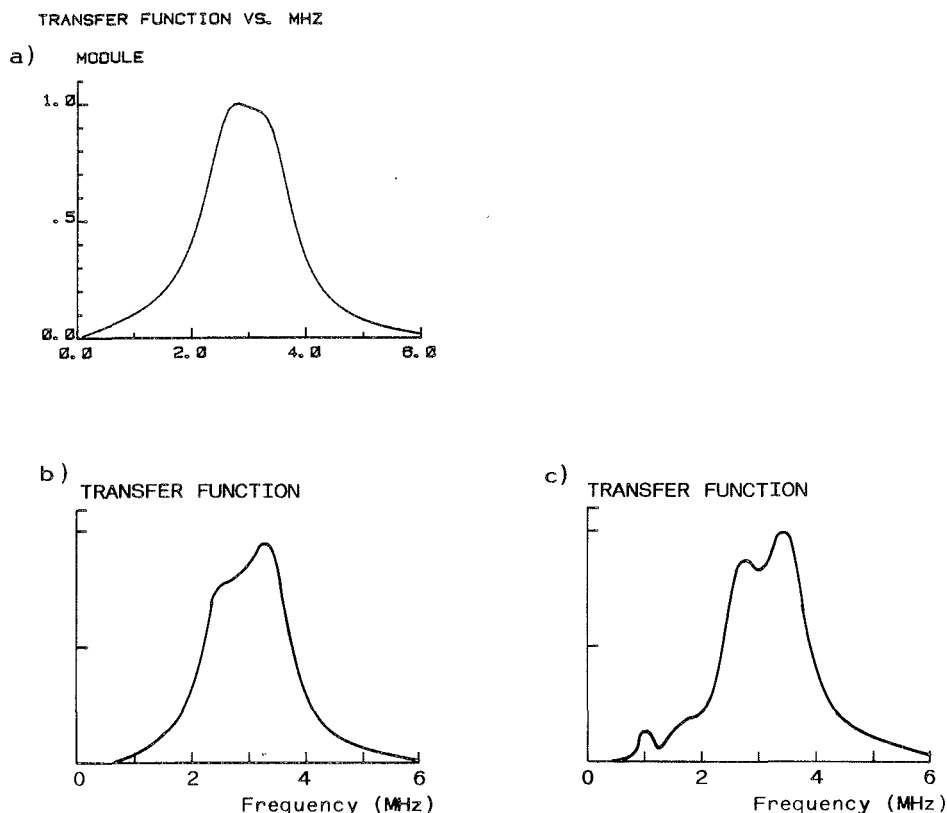 TRANSFER FUNCTION VS. MHZ
a) MODULE
1.0
.5
0.0
0.0 2.0 4.0 6.0
b)
TRANSFER FUNCTION
0 2 4 6
Frequency (MHz)
c)
TRANSFER FUNCTION
0 2 4 6
Frequency (MHz)